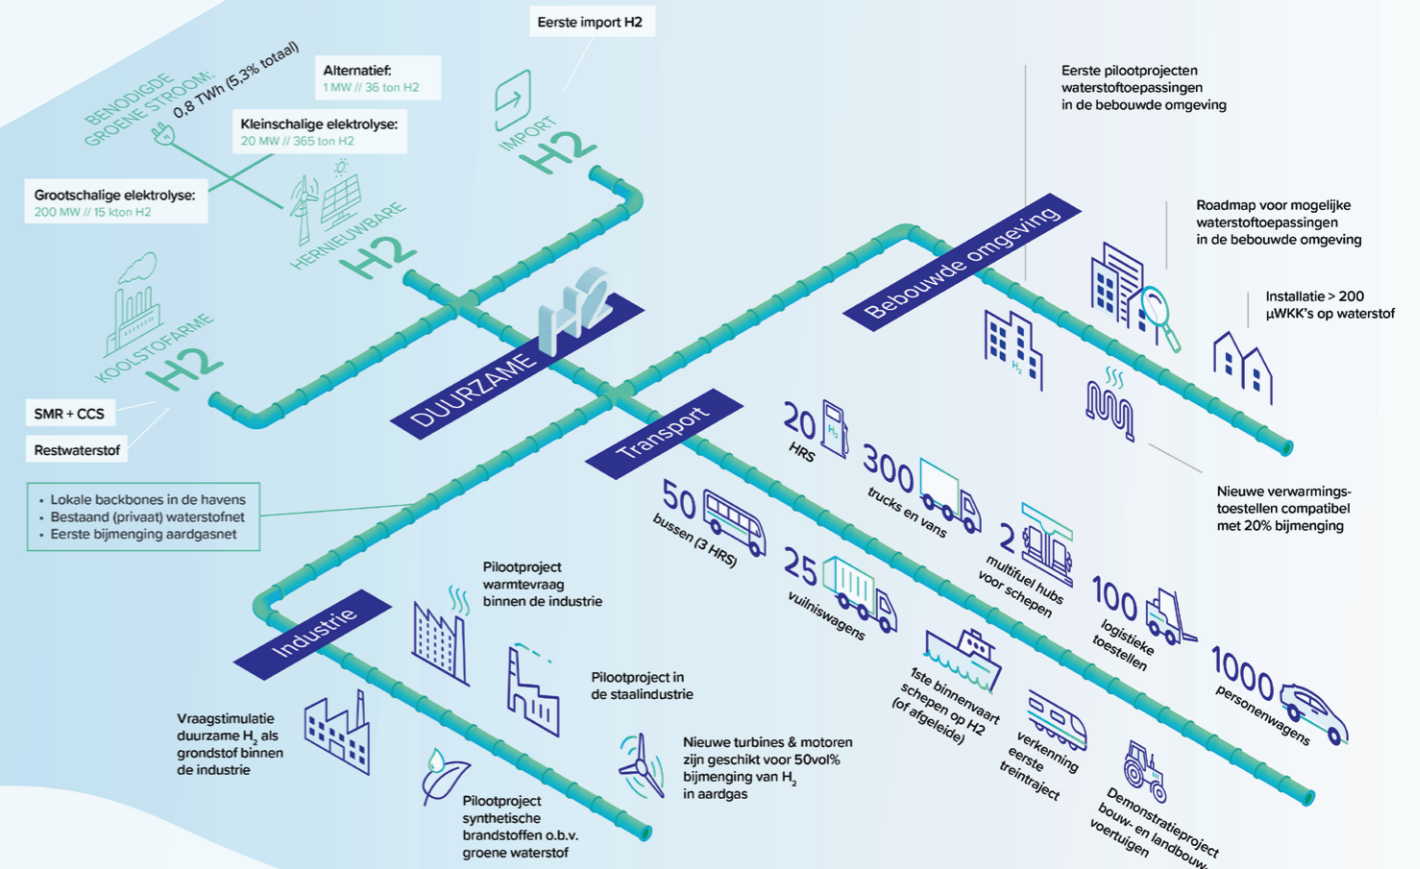 Eerste import H2
BENODIGDE
GROENE STROOM:
0,8 TWh (5,3% totaal)
Alternatief:
1 MW // 36 ton H2
Kleinschalige elektrolyse:
20 MW // 365 ton H2
Grootschalige elektrolyse:
200 MW // 15 kton H2
IMPORT
H2
HERNIEUWBARE
H2
KOOLSTOFARME
H2
SMR + CCS
Restwaterstof
• Lokale backbones in de havens
• Bestaand (privaat) waterstofnet
• Eerste bijmenging aardgasnet
DUURZAME H2
Bebouwde omgeving
Eerste pilootprojecten
waterstoftoepassingen
in de bebouwde omgeving
Roadmap voor mogelijke
waterstoftoepassingen
in de bebouwde omgeving
Installatie > 200
µWKK's op waterstof
H2
Nieuwe verwarmings-
toestellen compatibel
met 20% bijmenging
Transport
20
H2
HRS
300
trucks en vans
50
bussen (3 HRS)
2
multifuel hubs
voor schepen
25
vuilniswagens
100
logistieke
toestellen
1000
personenwagens
1ste binnenvaart
schepen op H2
(of afgeleide)
verkenning
eerste
treintraject
Demonstratieproject
bouw- en landbouw-
voertuigen
Industrie
Pilootproject
warmtevraag
binnen de industrie
Pilootproject in
de staalindustrie
Vraagstimulatie
duurzame H2 als
grondstof binnen
de industrie
Nieuwe turbines & motoren
zijn geschikt voor 50vol%
bijmenging van H2
in aardgas
Pilootproject
synthetische
brandstoffen o.b.v.
groene waterstof